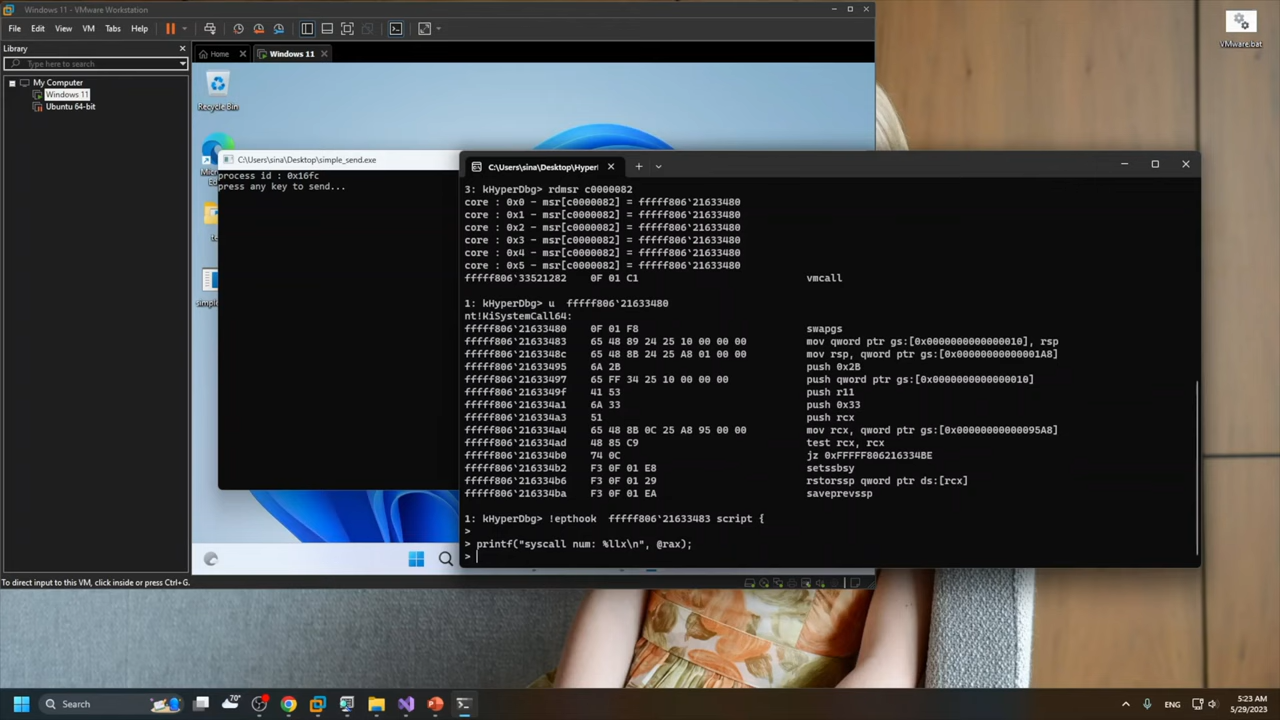 Windows 11 - VMware Workstation
File Edit View VM Tabs Help
Library
Type here to search
My Computer
Windows 11
Ubuntu 64-bit
Home
Windows 11
Recycle Bin
VMware.bat
C:\Users\sina\Desktop\simple_send.exe
process id : 0x16fc
press any key to send...
C:\Users\sina\Desktop\Hyperl
3: kHyperDbg> rdmsr c0000082
core : 0x0 - msr[c0000082] = fffff806`21633480
core : 0x1 - msr[c0000082] = fffff806`21633480
core : 0x2 - msr[c0000082] = fffff806`21633480
core : 0x3 - msr[c0000082] = fffff806`21633480
core : 0x4 - msr[c0000082] = fffff806`21633480
core : 0x5 - msr[c0000082] = fffff806`21633480
fffff806`33521282 0F 01 C1 vmcall
1: kHyperDbg> u fffff806`21633480
nt!KiSystemCall64:
fffff806`21633480 0F 01 F8 swapgs
fffff806`21633483 65 48 89 24 25 10 00 00 00 mov qword ptr gs:[0x0000000000000010], rsp
fffff806`2163348c 65 48 8B 24 25 A8 01 00 00 mov rsp, qword ptr gs:[0x00000000000001A8]
fffff806`21633495 6A 2B push 0x2B
fffff806`21633497 65 FF 34 25 10 00 00 00 push qword ptr gs:[0x0000000000000010]
fffff806`2163349f 41 53 push r11
fffff806`216334a1 6A 33 push 0x33
fffff806`216334a3 51 push rcx
fffff806`216334a4 65 48 8B 0C 25 A8 95 00 00 mov rcx, qword ptr gs:[0x00000000000095A8]
fffff806`216334ad 48 85 C9 test rcx, rcx
fffff806`216334b0 74 0C jz 0xFFFFF806216334BE
fffff806`216334b2 F3 0F 01 E8 setssbsy
fffff806`216334b6 F3 0F 01 29 rstorssp qword ptr ds:[rcx]
fffff806`216334ba F3 0F 01 EA saveprevssp
1: kHyperDbg> !epthook fffff806`21633483 script {
>
> printf("syscall num: %llx\n", @rax);
>
To direct input to this VM, click inside or press Ctrl+G.
Search
70°
ENG
5:23 AM
5/29/2023